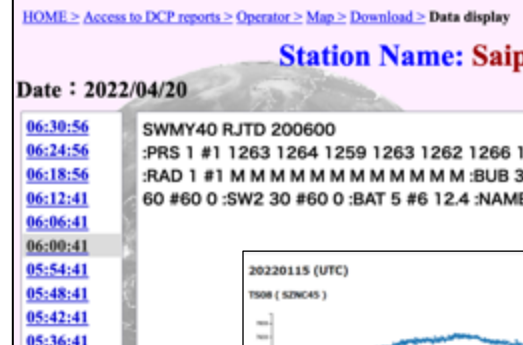 HOME > Access to DCP reports > Operator > Map > Download > Data display
Station Name: Saip
Date：2022/04/20
06:30:56
06:24:56
06:18:56
06:12:41
06:06:41
06:00:41
05:54:41
05:48:41
05:42:41
05:36:41
SWMY40 RJTD 200600
:PRS 1 #1 1263 1264 1259 1263 1262 1266 1
:RAD 1 #1 M M M M M M M M M M M :BUB 3
60 #60 0 :SW2 30 #60 0 :BAT 5 #6 12.4 :NAME
20220115 (UTC)
TS08 ( SZNC45 )